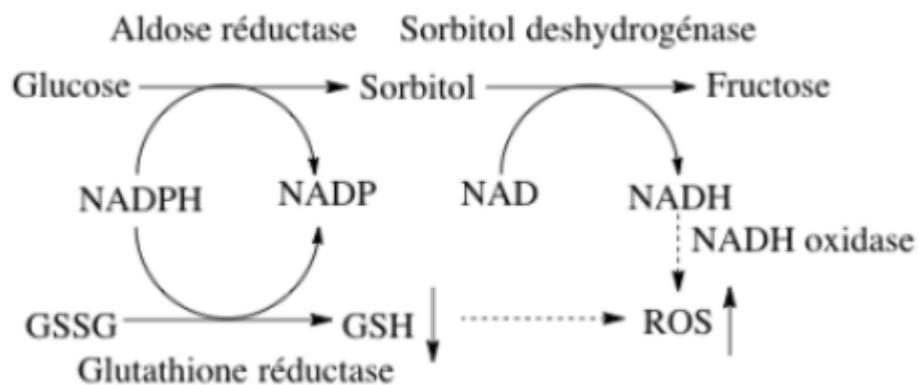 Aldose réductase Sorbitol deshydrogénase
Glucose Sorbitol Fructose
NADPH NADP NAD NADH
NADH oxidase
GSSG GSH ROS
Glutathione réductase